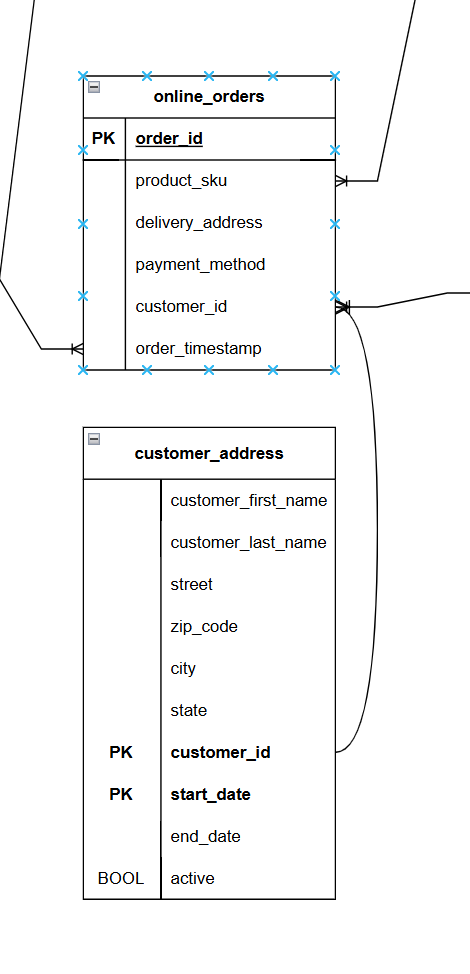 online_orders
PK order_id
product_sku
delivery_address
payment_method
customer_id
order_timestamp
customer_address
customer_first_name
customer_last_name
street
zip_code
city
state
PK customer_id
PK start_date
end_date
BOOL active